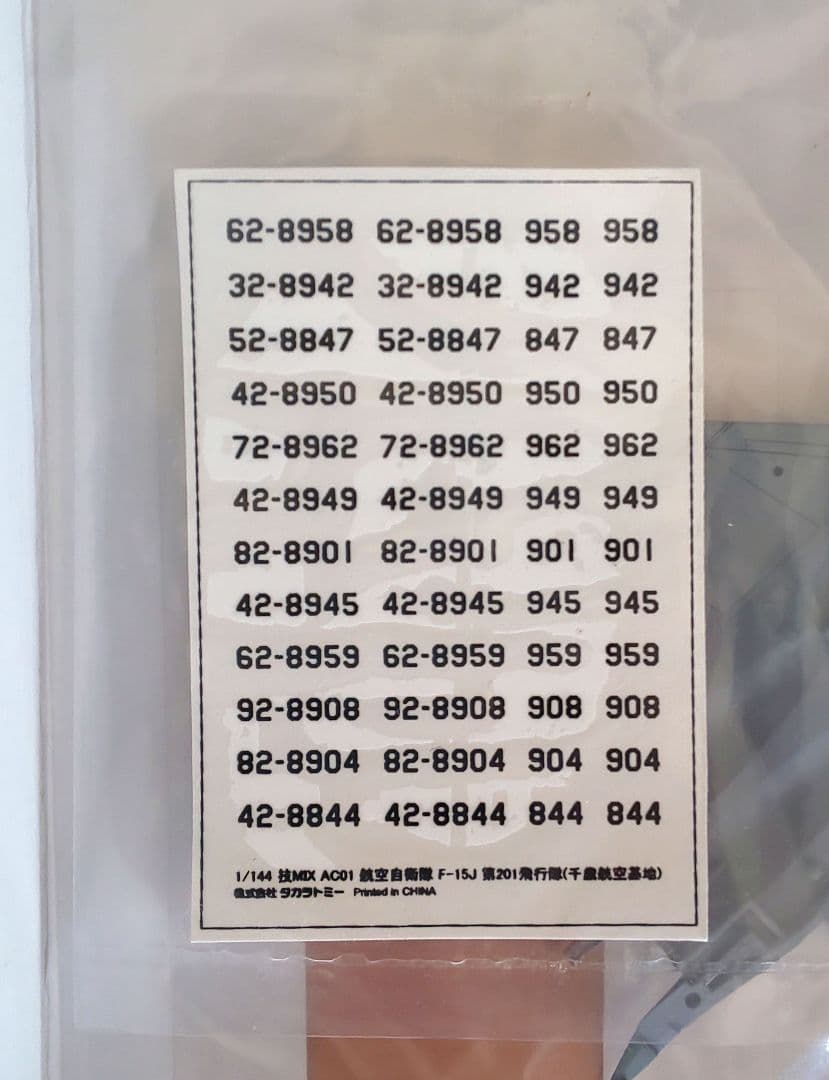 62-8958 62-8958 958 958
32-8942 32-8942 942 942
52-8847 52-8847 847 847
42-8950 42-8950 950 950
72-8962 72-8962 962 962
42-8949 42-8949 949 949
82-8901 82-8901 901 901
42-8945 42-8945 945 945
62-8959 62-8959 959 959
92-8908 92-8908 908 908
82-8904 82-8904 904 904
42-8844 42-8844 844 844
1/144 技MIX AC01 航空自衛隊 F-15J 第201飛行隊(千歳航空基地)
株式会社 タカラトミー Printed in CHINA